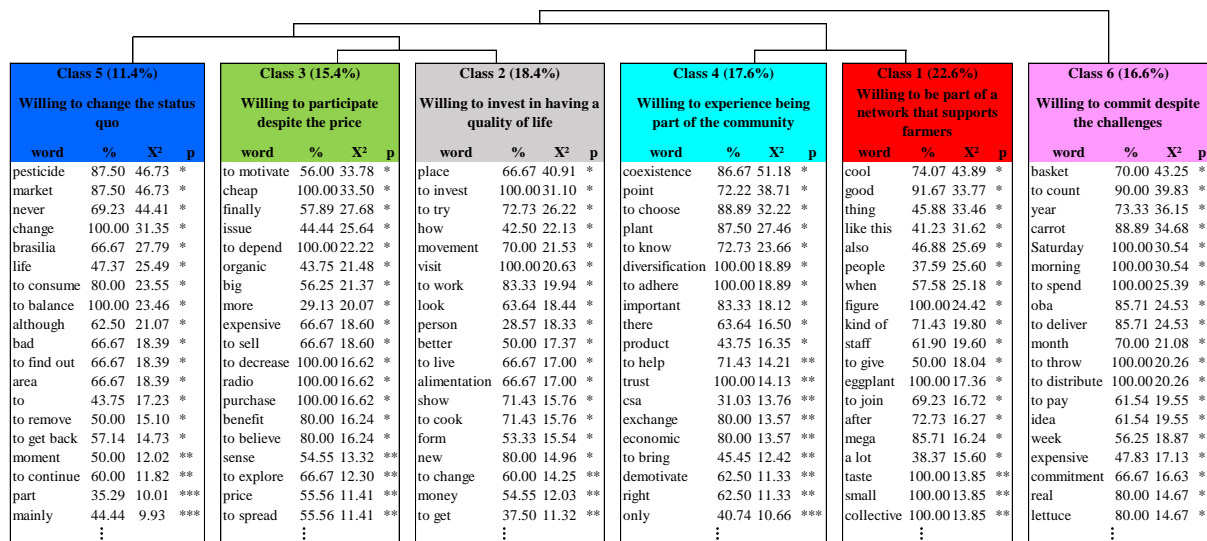 Class 5 (11.4%)
Willing to change the status
quo
word % X² p
pesticide 87.50 46.73 *
market 87.50 46.73 *
never 69.23 44.41 *
change 100.00 31.35 *
brasilia 66.67 27.79 *
life 47.37 25.49 *
to consume 80.00 23.55 *
to balance 100.00 23.46 *
although 62.50 21.07 *
bad 66.67 18.39 *
to find out 66.67 18.39 *
area 66.67 18.39 *
to 43.75 17.23 *
to remove 50.00 15.10 *
to get back 57.14 14.73 *
moment 50.00 12.02 **
to continue 60.00 11.82 **
part 35.29 10.01 ***
mainly 44.44 9.93 ***
⋮
Class 3 (15.4%)
Willing to participate
despite the price
word % X² p
to motivate 56.00 33.78 *
cheap 100.00 33.50 *
finally 57.89 27.68 *
issue 44.44 25.64 *
to depend 100.00 22.22 *
organic 43.75 21.48 *
big 56.25 21.37 *
more 29.13 20.07
expensive 66.67 18.60 *
to sell 66.67 18.60 *
to decrease 100.00 16.62 *
radio 100.00 16.62 *
purchase 100.00 16.62 *
benefit 80.00 16.24 *
to believe 80.00 16.24 *
sense 54.55 13.32 **
to explore 66.67 12.30 **
price 55.56 11.41 **
to spread 55.56 11.41 **
⋮
Class 2 (18.4%)
Willing to invest in having a
quality of life
word % X² p
place 66.67 40.91 *
to invest 100.00 31.10 *
to try 72.73 26.22 *
how 42.50 22.13 *
movement 70.00 21.53 *
visit 100.00 20.63 *
to work 83.33 19.94 *
look 63.64 18.44 *
person 28.57 18.33 *
better 50.00 17.37 *
to live 66.67 17.00 *
alimentation 66.67 17.00 *
show 71.43 15.76 *
to cook 71.43 15.76 *
form 53.33 15.54 *
new 80.00 14.96 *
to change 60.00 14.25 **
money 54.55 12.03 **
to get 37.50 11.32 **
⋮
Class 4 (17.6%)
Willing to experience being
part of the community
word % X² p
coexistence 86.67 51.18 *
point 72.22 38.71 *
to choose 88.89 32.22 *
plant 87.50 27.46 *
to know 72.73 23.66 *
diversification 100.00 18.89 *
to adhere 100.00 18.89 *
important 83.33 18.12 *
there 63.64 16.50 *
product 43.75 16.35 *
to help 71.43 14.21 **
trust 100.00 14.13 **
csa 31.03 13.76 **
exchange 80.00 13.57 **
economic 80.00 13.57 **
to bring 45.45 12.42 **
demotivate 62.50 11.33 **
right 62.50 11.33 **
only 40.74 10.66 ***
⋮
Class 1 (22.6%)
Willing to be part of a
network that supports
farmers
word % X² p
cool 74.07 43.89 *
good 91.67 33.77 *
thing 45.88 33.46 *
like this 41.23 31.62 *
also 46.88 25.69 *
people 37.59 25.60 *
when 57.58 25.18 *
figure 100.00 24.42 *
kind of 71.43 19.80 *
staff 61.90 19.60 *
to give 50.00 18.04 *
eggplant 100.00 17.36 *
to join 69.23 16.72 *
after 72.73 16.27 *
mega 85.71 16.24 *
a lot 38.37 15.60 *
taste 100.00 13.85 **
small 100.00 13.85 **
collective 100.00 13.85 **
⋮
Class 6 (16.6%)
Willing to commit despite
the challenges
word % X² p
basket 70.00 43.25 *
to count 90.00 39.83 *
year 73.33 36.15 *
carrot 88.89 34.68 *
Saturday 100.00 30.54 *
morning 100.00 30.54 *
to spend 100.00 25.39 *
oba 85.71 24.53 *
to deliver 85.71 24.53 *
month 70.00 21.08 *
to throw 100.00 20.26 *
to distribute 100.00 20.26 *
to pay 61.54 19.55 *
idea 61.54 19.55 *
week 56.25 18.87 *
expensive 47.83 17.13 *
commitment 66.67 16.63 *
real 80.00 14.67 *
lettuce 80.00 14.67 *
⋮